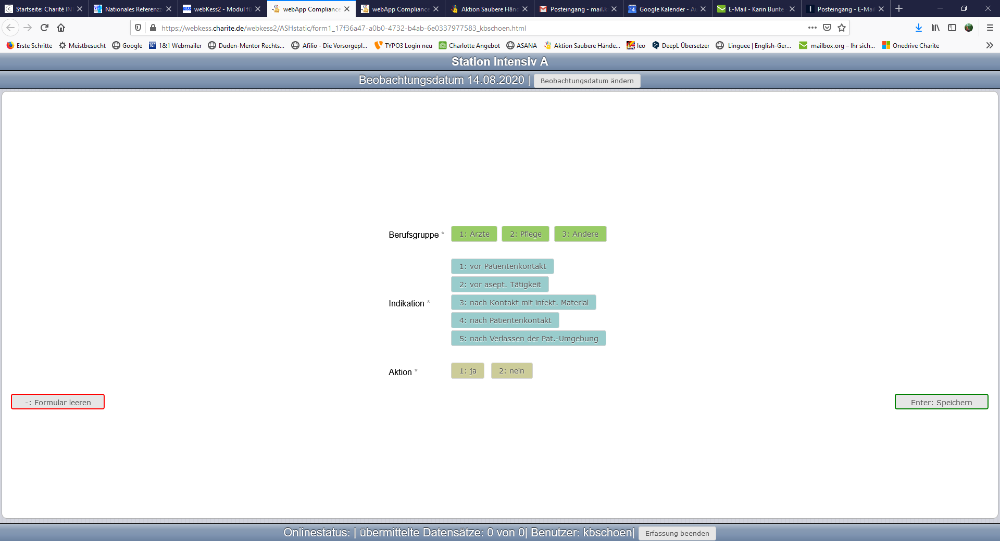 Startseite: Charité INT
Nationales Referenzz
webKess2 - Modul fü
webApp Compliance
webApp Compliance
Aktion Saubere Händ
Posteingang - mail.k
Google Kalender - Au
E-Mail - Karin Bunte
Posteingang - E-Mail
https://webkess.charite.de/webkess2/ASHstatic/form1_17f36a47-a0b0-4732-b4ab-6e0337977583_kbschoen.html
Erste Schritte
Meistbesucht
Google
1&1 Webmailer
Duden-Mentor Rechts...
Afilio - Die Vorsorgepl...
TYPO3 Login neu
Charlotte Angebot
ASANA
Aktion Saubere Hände...
leo
DeepL Übersetzer
Linguee | English-Ger...
mailbox.org – Ihr sich...
Onedrive Charite
Station Intensiv A
Beobachtungsdatum 14.08.2020 | Beobachtungsdatum ändern
Berufsgruppe * 1: Ärzte 2: Pflege 3: Andere
1: vor Patientenkontakt
2: vor asept. Tätigkeit
Indikation * 3: nach Kontakt mit infekt. Material
4: nach Patientenkontakt
5: nach Verlassen der Pat.-Umgebung
Aktion * 1: ja 2: nein
-: Formular leeren
Enter: Speichern
Onlinestatus: | übermittelte Datensätze: 0 von 0| Benutzer: kbschoen| Erfassung beenden